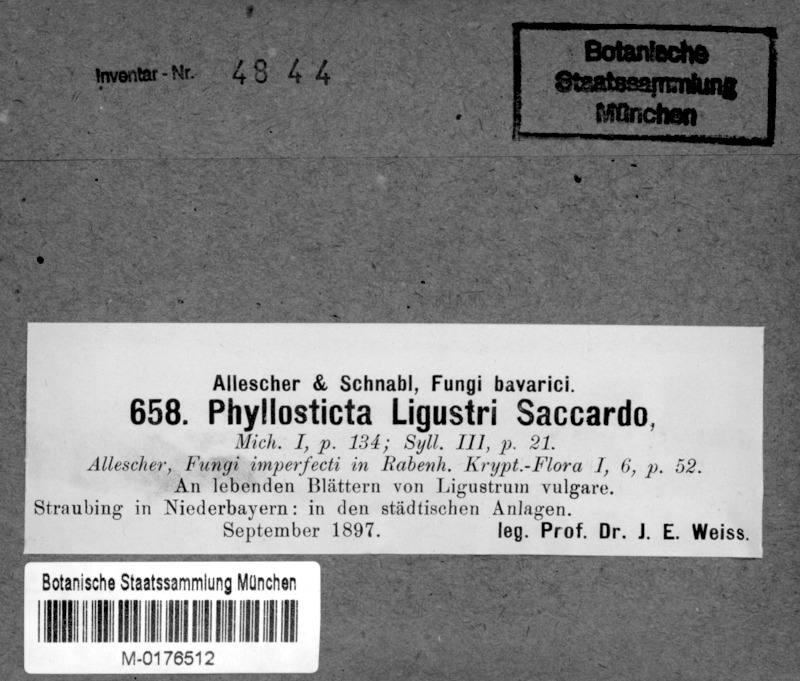 Inventar-Nr. 4844
Botanische
Staatssammlung
München
Allescher & Schnabl, Fungi bavarici.
658. Phyllosticta Ligustri Saccardo,
Mich. I, p. 134; Syll. III, p. 21.
Allescher, Fungi imperfecti in Rabenh. Krypt.-Flora I, 6, p. 52.
An lebenden Blättern von Ligustrum vulgare.
Straubing in Niederbayern: in den städtischen Anlagen.
September 1897. leg. Prof. Dr. J. E. Weiss.
Botanische Staatssammlung München
M-0176512